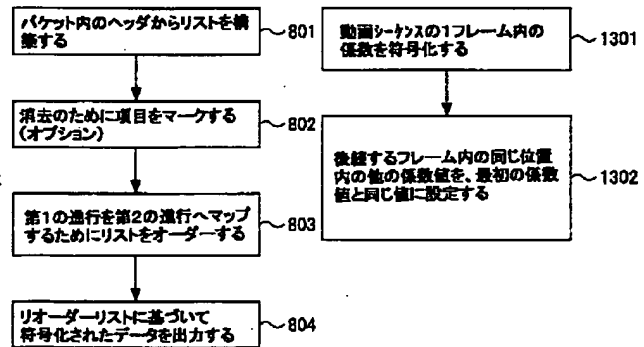 パケット内のヘッダからリストを構
築する
801
消去のために項目をマークする
(オプション)
802
第1の進行を第2の進行へマップ
するためにリストをオーダーする
803
リオーダーリストに基づいて
符号化されたデータを出力する
804
動画シーケンスの1フレーム内の
係数を符号化する
1301
後続するフレーム内の同じ位置
内の他の係数値を、最初の係数
値と同じ値に設定する
1302